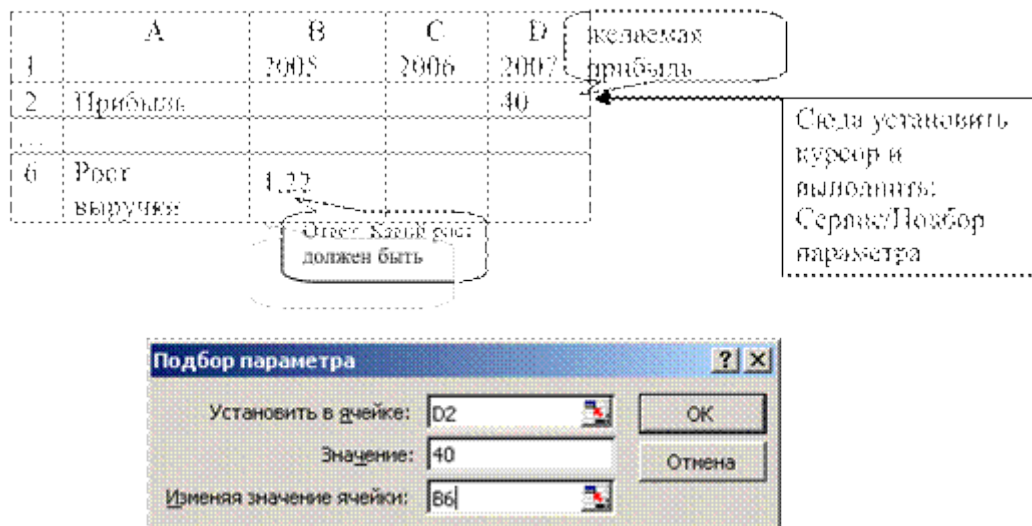 A B C D
1 2005 2006 2007
желаемая
прибыль
2 Прибыль 40
...
6 Рост
выручки 1,22
Ответ. Какой рост
должен быть
Сюда установить
курсор и
выполнить:
Сервис/Подбор
параметра
Подбор параметра
Установить в ячейке: D2
Значение: 40
Изменяя значение ячейки: B6
ОК
Отмена